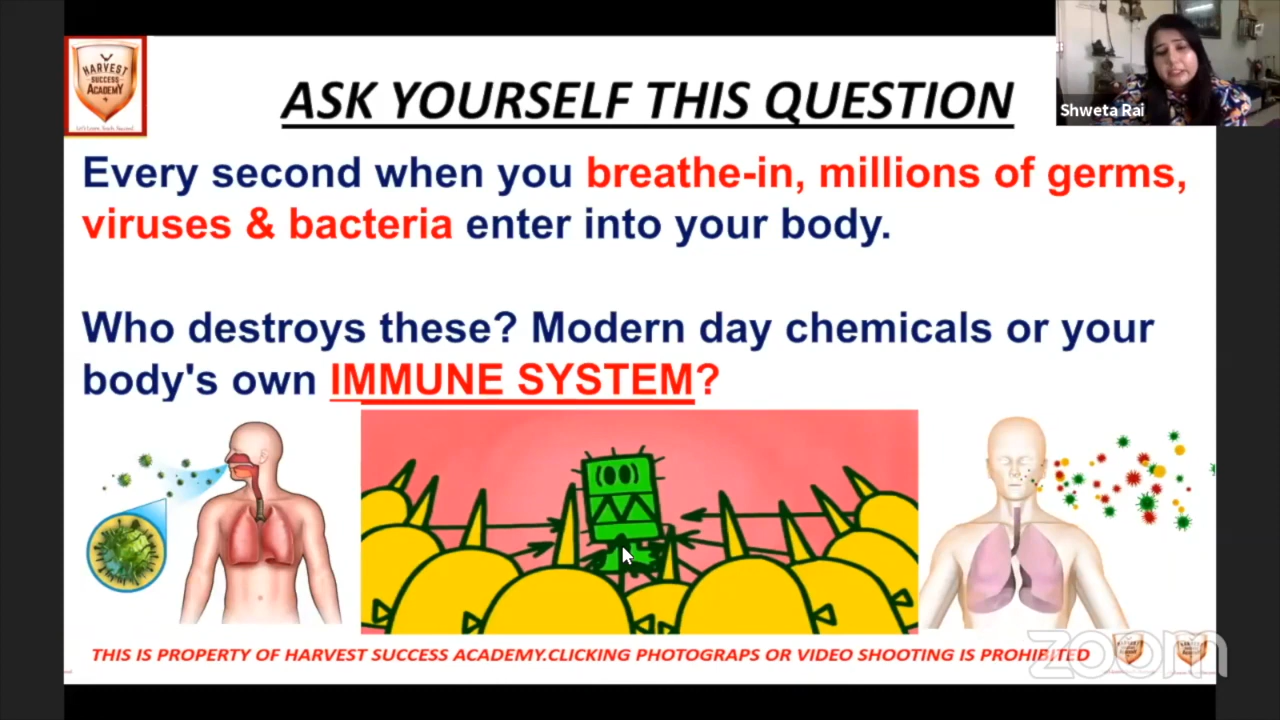 HARVEST
SUCCESS
ACADEMY
ASK YOURSELF THIS QUESTION
Shweta Rai
Every second when you breathe-in, millions of germs,
viruses & bacteria enter into your body.
Who destroys these? Modern day chemicals or your
body's own IMMUNE SYSTEM?
THIS IS PROPERTY OF HARVEST SUCCESS ACADEMY.CLICKING PHOTOGRAPS OR VIDEO SHOOTING IS PROHIBITED
zoom